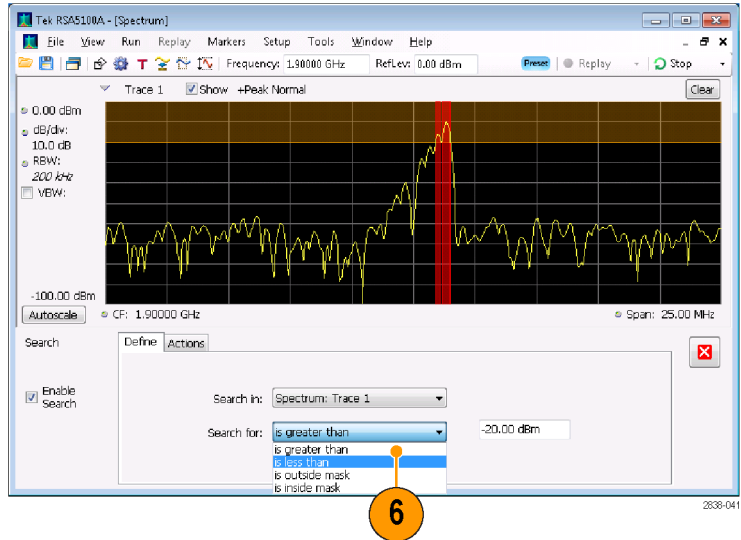 Tek RSA5100A - [Spectrum]
File View Run Replay Markers Setup Tools Window Help
T Frequency: 1.90000 GHz RefLev: 0.00 dBm Preset Replay Stop
Trace 1 Show +Peak Normal Clear
0.00 dBm
dB/div:
10.0 dB
RBW:
200 kHz
VBW:
-100.00 dBm
Autoscale CF: 1.90000 GHz Span: 25.00 MHz
Search Define Actions
Enable
Search
Search in: Spectrum: Trace 1
Search for: is greater than -20.00 dBm
is greater than
is less than
is outside mask
is inside mask
6
2838-041